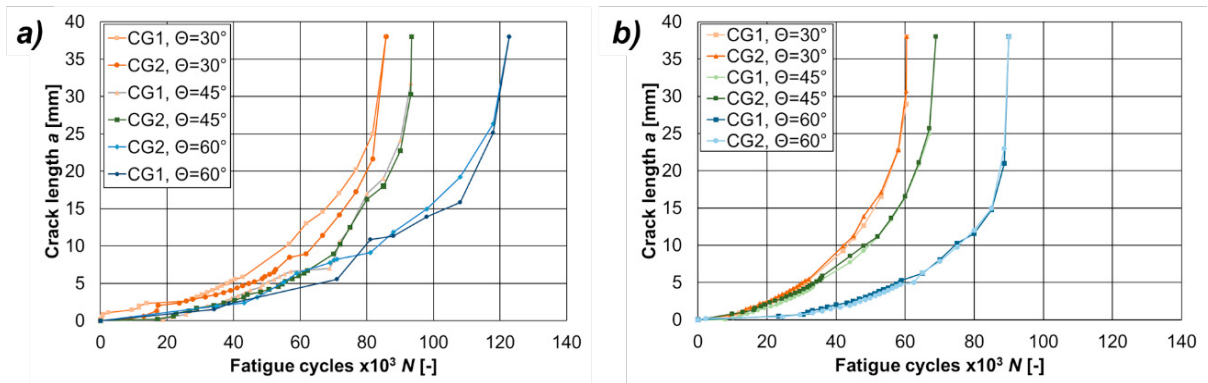 a)
Crack length a [mm]
40
35
30
25
20
15
10
5
0
CG1, Θ=30°
CG2, Θ=30°
CG1, Θ=45°
CG2, Θ=45°
CG2, Θ=60°
CG1, Θ=60°
0 20 40 60 80 100 120 140
Fatigue cycles x10³ N [-]
b)
Crack length a [mm]
40
35
30
25
20
15
10
5
0
CG1, Θ=30°
CG2, Θ=30°
CG1, Θ=45°
CG2, Θ=45°
CG1, Θ=60°
CG2, Θ=60°
0 20 40 60 80 100 120 140
Fatigue cycles x10³ N [-]